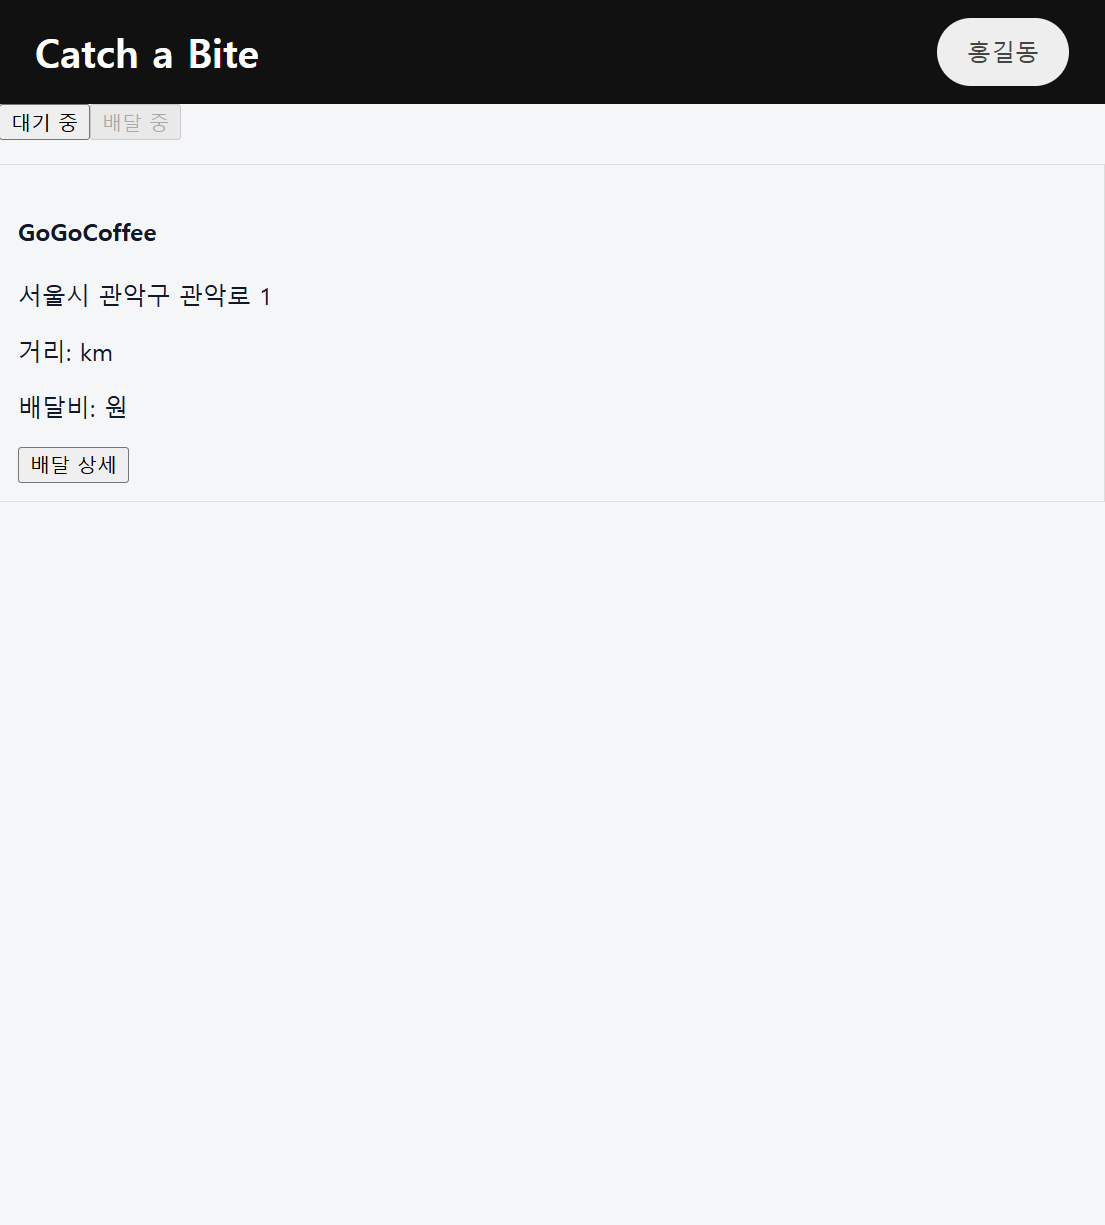 Catch a Bite
홍길동
대기 중 배달 중
GoGoCoffee
서울시 관악구 관악로 1
거리: km
배달비: 원
배달 상세